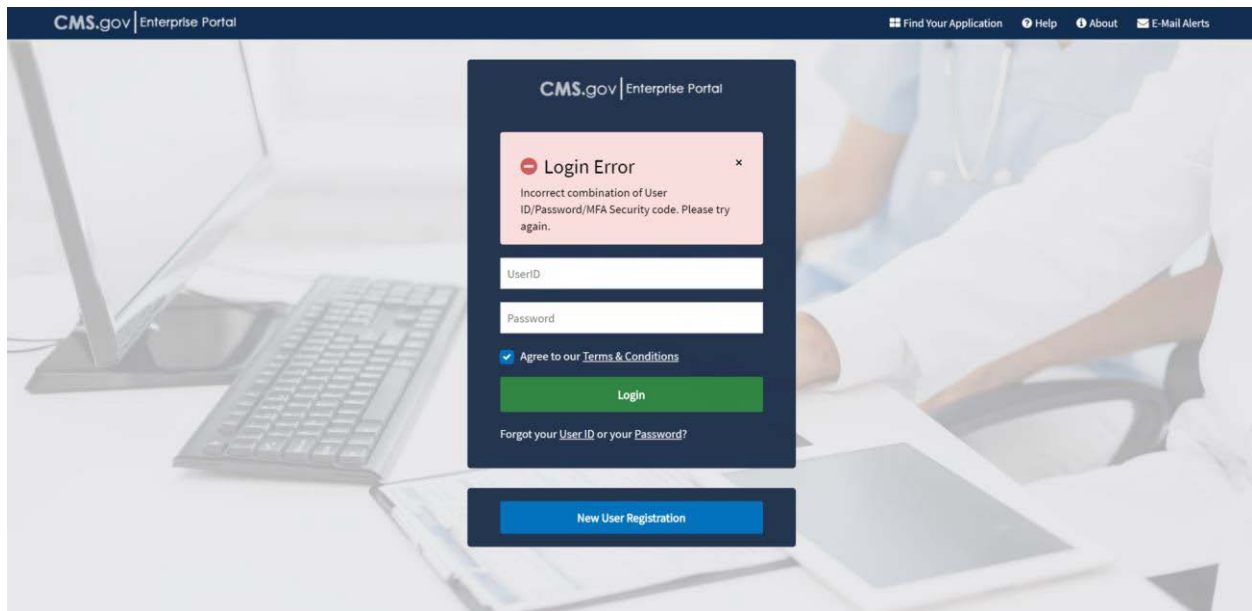 CMS.gov Enterprise Portal
Find Your Application Help About E-Mail Alerts
CMS.gov Enterprise Portal
Login Error ×
Incorrect combination of User
ID/Password/MFA Security code. Please try
again.
UserID
Password
Agree to our Terms & Conditions
Login
Forgot your User ID or your Password?
New User Registration